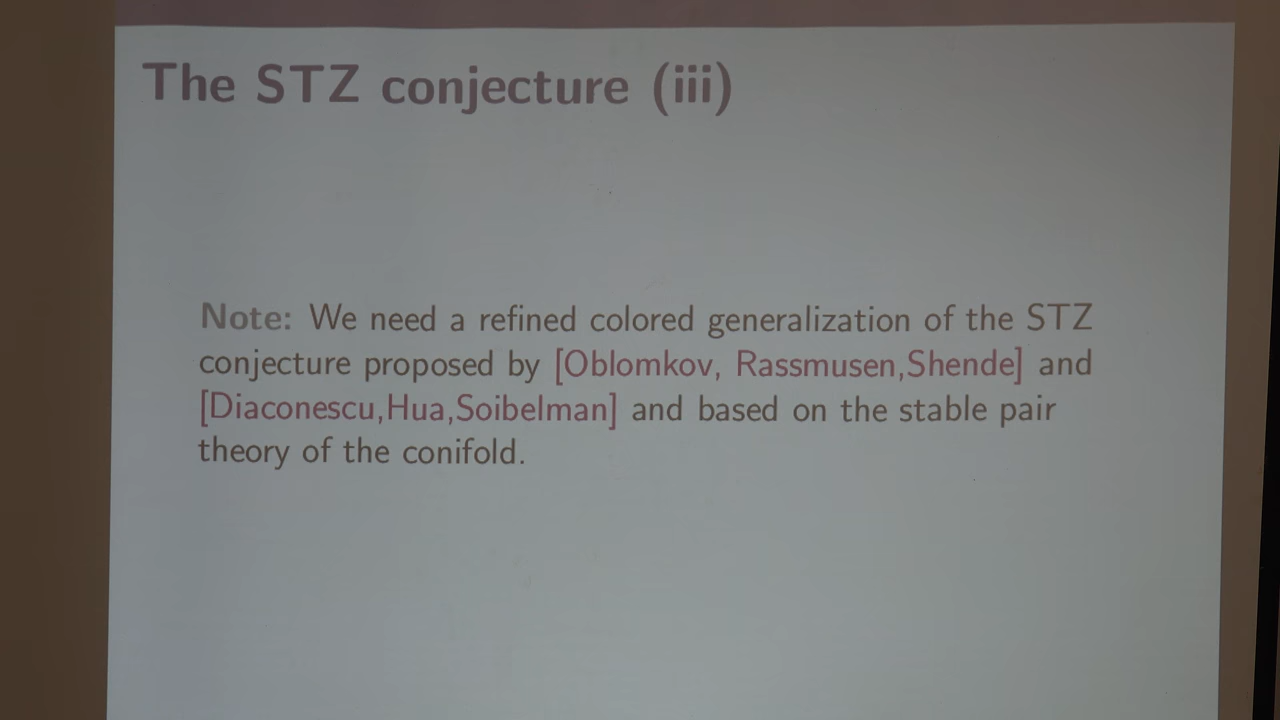 The STZ conjecture (iii)
Note: We need a refined colored generalization of the STZ
conjecture proposed by [Oblomkov, Rassmusen,Shende] and
[Diaconescu,Hua,Soibelman] and based on the stable pair
theory of the conifold.